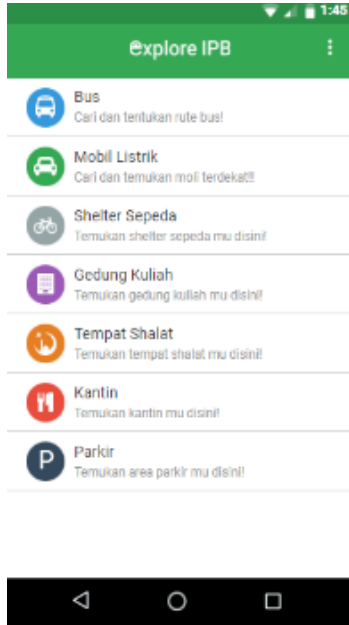 1:45
explore IPB
Bus
Cari dan tentukan rute bus!
Mobil Listrik
Cari dan temukan moli terdekat!!
Shelter Sepeda
Temukan shelter sepeda mu disini!
Gedung Kuliah
Temukan gedung kuliah mu disini!
Tempat Shalat
Temukan tempat shalat mu disini!
Kantin
Temukan kantin mu disini!
P
Parkir
Temukan area parkir mu disini!